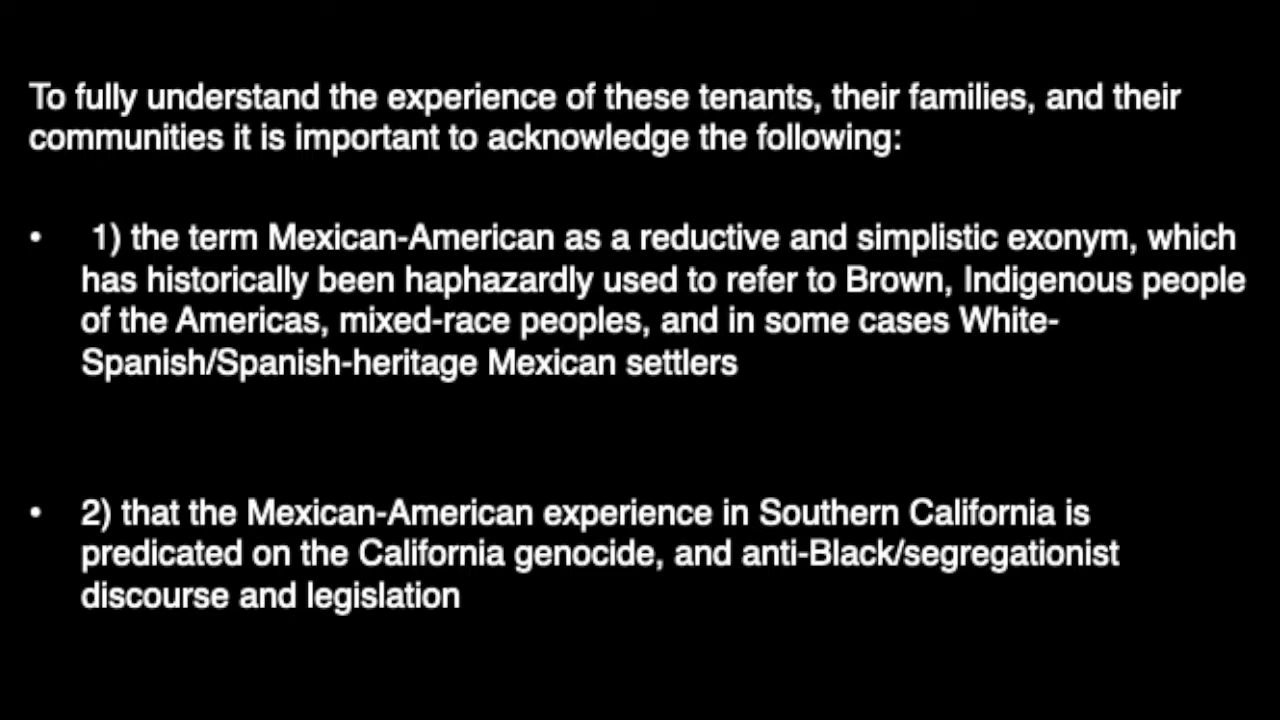 To fully understand the experience of these tenants, their families, and their
communities it is important to acknowledge the following:
• 1) the term Mexican-American as a reductive and simplistic exonym, which
has historically been haphazardly used to refer to Brown, Indigenous people
of the Americas, mixed-race peoples, and in some cases White-
Spanish/Spanish-heritage Mexican settlers
• 2) that the Mexican-American experience in Southern California is
predicated on the California genocide, and anti-Black/segregationist
discourse and legislation